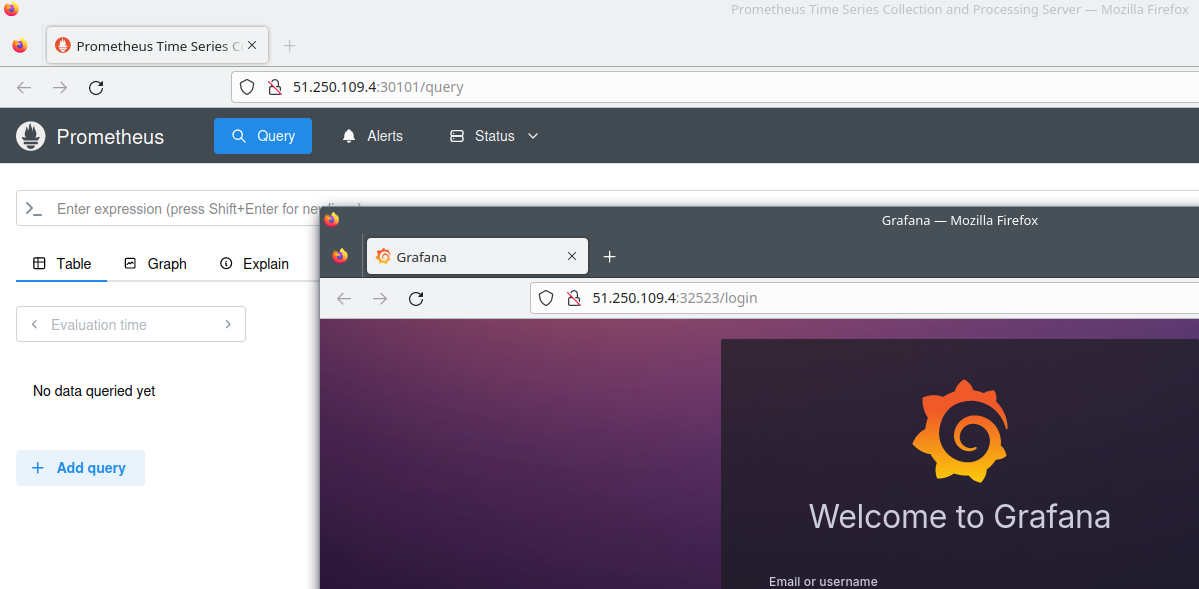 Prometheus Time Series Collection and Processing Server — Mozilla Firefox
Prometheus Time Series C
51.250.109.4:30101/query
Prometheus
Query
Alerts
Status
Enter expression (press Shift+Enter for
Grafana — Mozilla Firefox
Grafana
Table
Graph
Explain
51.250.109.4:32523/login
Evaluation time
No data queried yet
Add query
Welcome to Grafana
Email or username